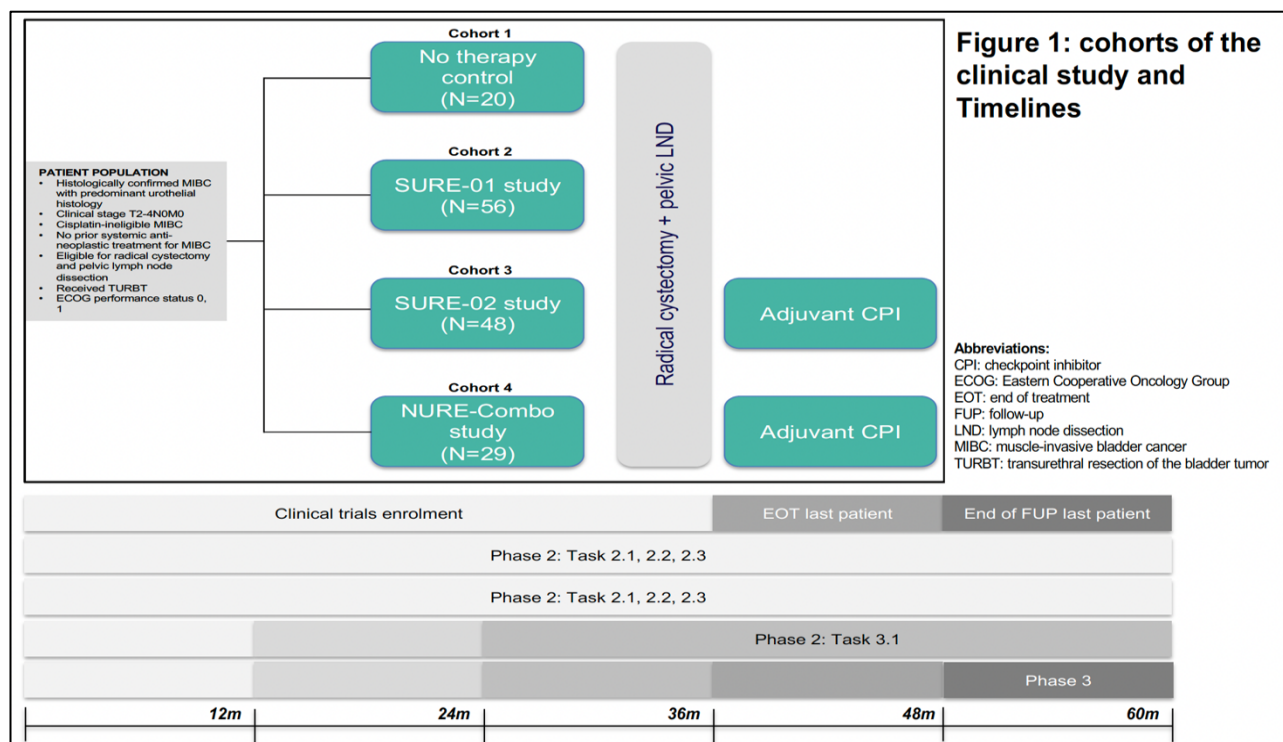 Figure 1: cohorts of the
clinical study and
Timelines
PATIENT POPULATION
• Histologically confirmed MIBC
with predominant urothelial
histology
• Clinical stage T2-4N0M0
• Cisplatin-ineligible MIBC
• No prior systemic anti-
neoplastic treatment for MIBC
• Eligible for radical cystectomy
and pelvic lymph node
dissection
• Received TURBT
• ECOG performance status 0,
1
Cohort 1
No therapy
control
(N=20)
Cohort 2
SURE-01 study
(N=56)
Cohort 3
SURE-02 study
(N=48)
Cohort 4
NURE-Combo
study
(N=29)
Radical cystectomy + pelvic LND
Adjuvant CPI
Adjuvant CPI
Abbreviations:
CPI: checkpoint inhibitor
ECOG: Eastern Cooperative Oncology Group
EOT: end of treatment
FUP: follow-up
LND: lymph node dissection
MIBC: muscle-invasive bladder cancer
TURBT: transurethral resection of the bladder tumor
Clinical trials enrolment
EOT last patient
End of FUP last patient
Phase 2: Task 2.1, 2.2, 2.3
Phase 2: Task 2.1, 2.2, 2.3
Phase 2: Task 3.1
Phase 3
12m
24m
36m
48m
60m